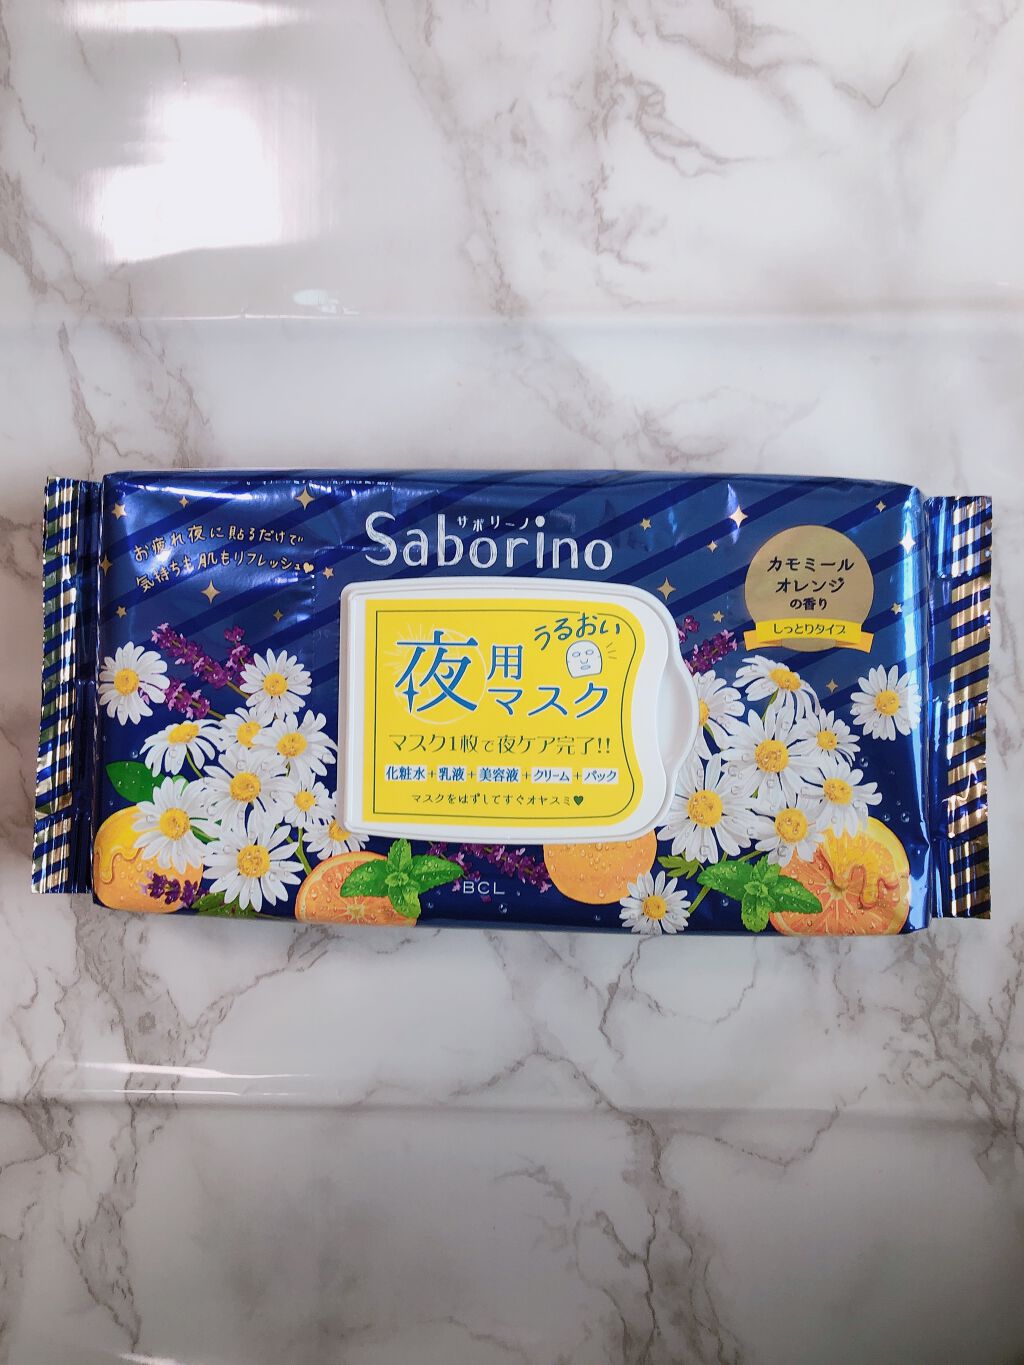 お疲れ夜に貼るだけで
気持ちも肌もリフレッシュ♥
サボリーノ
Saborino
カモミール
オレンジ
の香り
しっとりタイプ
うるおい
夜用
マスク
マスク1枚で夜ケア完了!!
化粧水+乳液+美容液+クリーム+パック
マスクをはずしてすぐオヤスミ♥
BCL